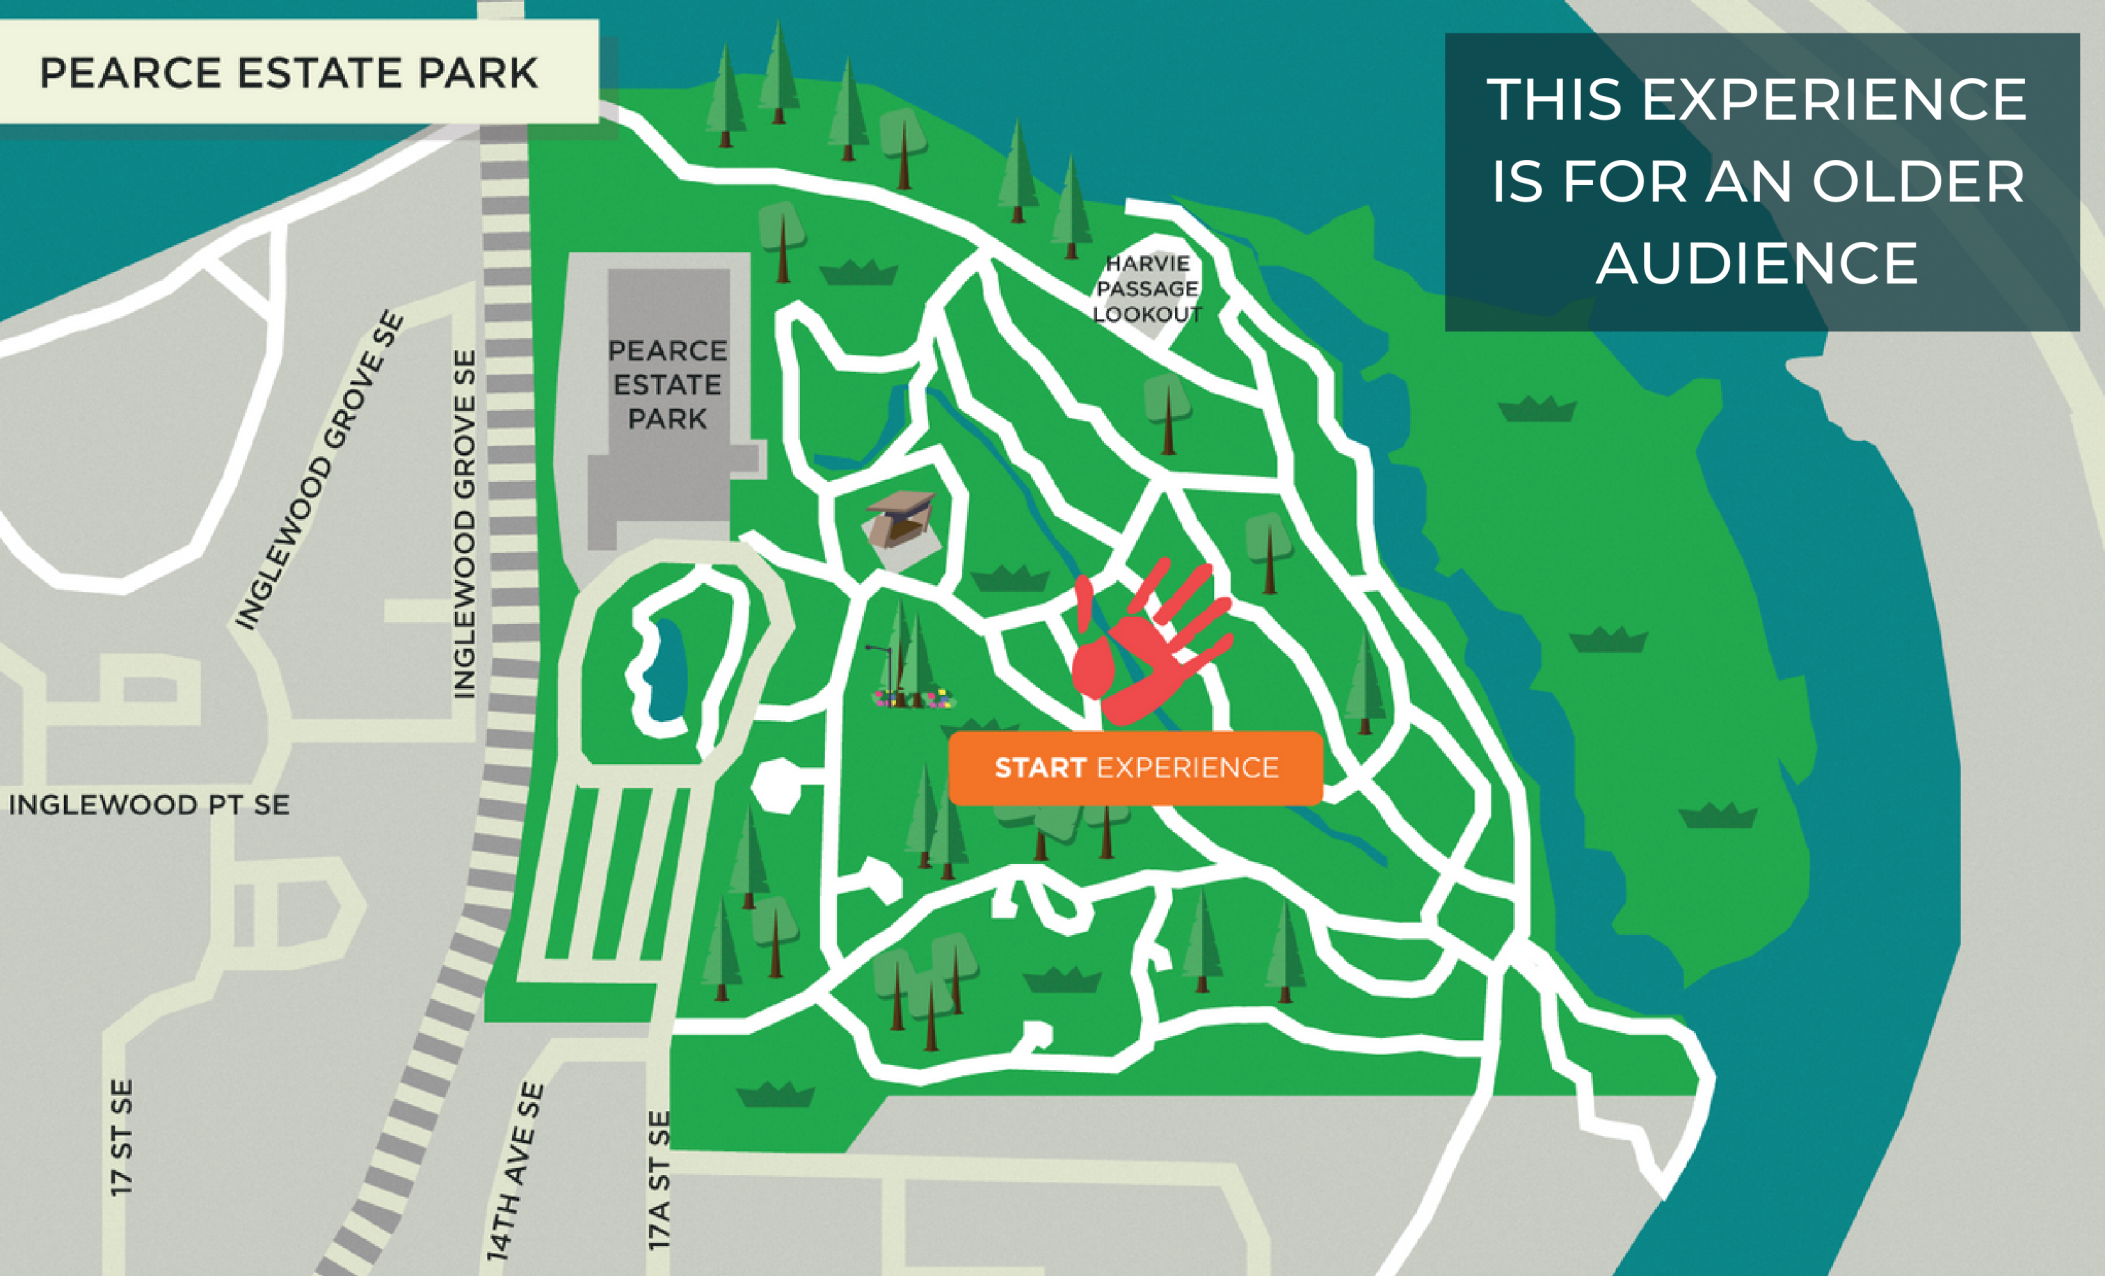 PEARCE ESTATE PARK
THIS EXPERIENCE
IS FOR AN OLDER
AUDIENCE
HARVIE
PASSAGE
LOOKOUT
PEARCE
ESTATE
PARK
INGLEWOOD GROVE SE
INGLEWOOD GROVE SE
START EXPERIENCE
INGLEWOOD PT SE
17 ST SE
14TH AVE SE
17A ST SE